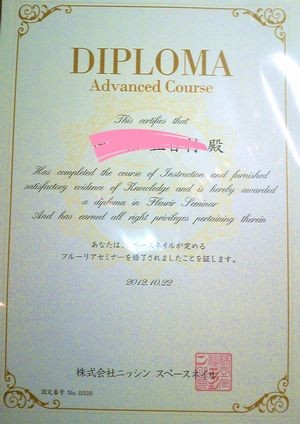 DIPLOMA
Advanced Course
This certifies that
殿
Has completed the course of Instruction and furnished
satisfactory evidence of Knowledge and is hereby awarded
a diploma in Fleurir Seminar
And has earned all right privileges pertaining therein
あなたは、スペースネイルが定める
フルーリアセミナーを修了されましたことを証します。
2012.10.22
株式会社ニッシン スペースネイル
認定番号 No.0359